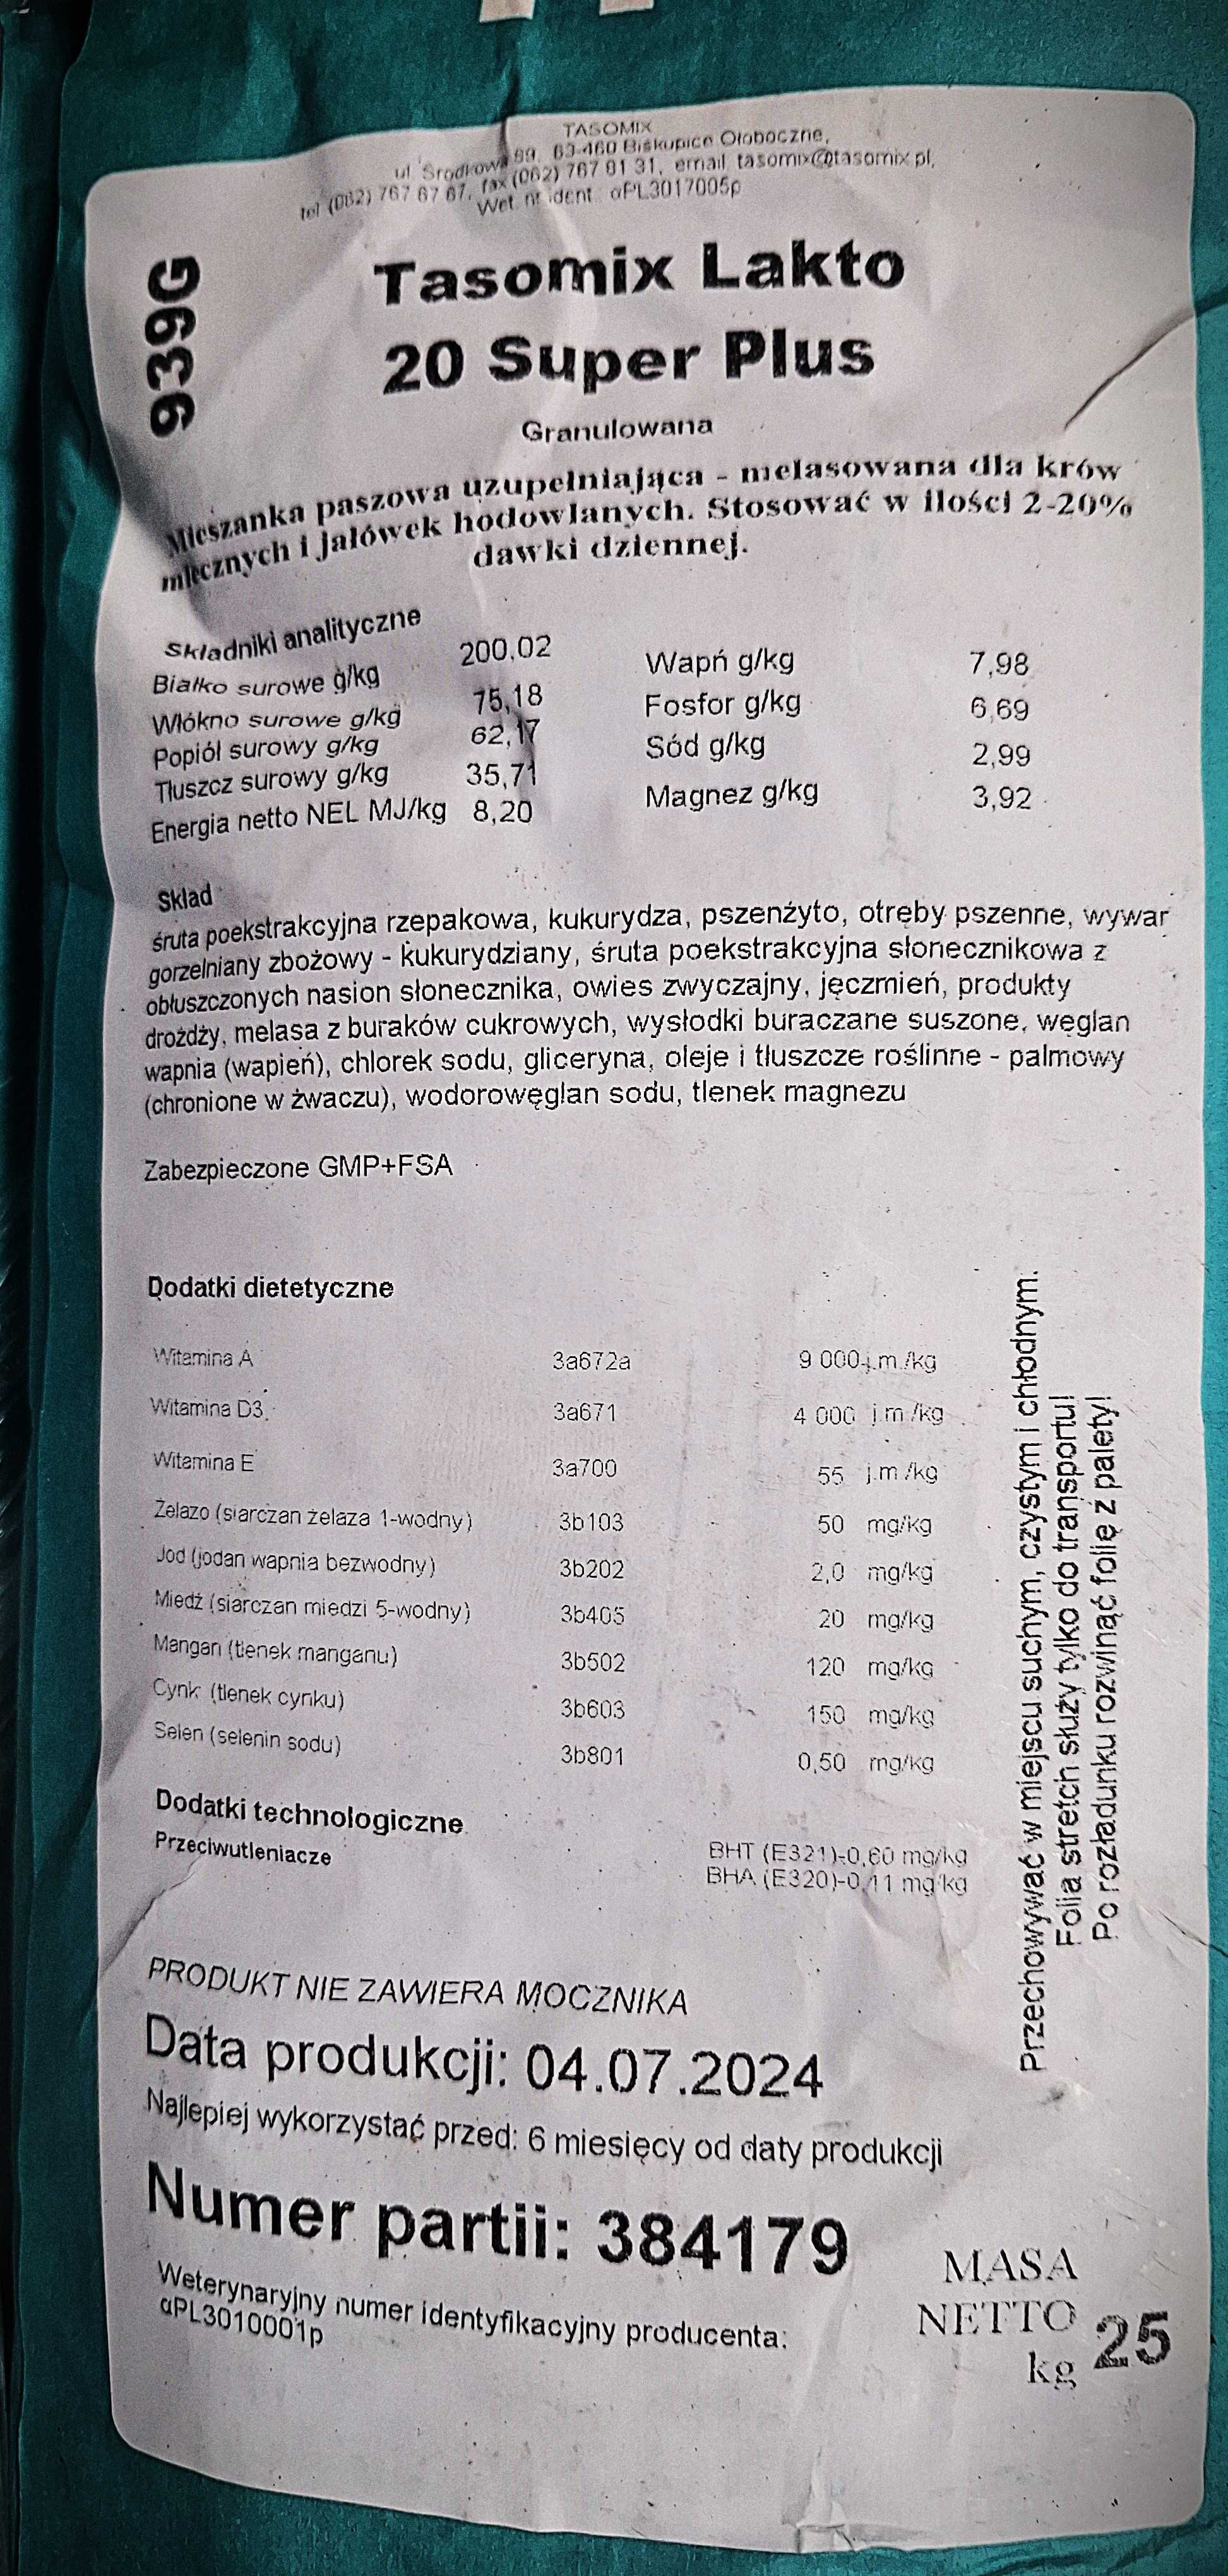 TASOMIX
ul. Środkowa 89, 63-460 Biskupice Ołoboczne,
tel (062) 767 67 67, fax (062) 767 91 31, email tasomix@tasomix.pl,
Wet. nr ident. αPL3017005p
939G
Tasomix Lakto
20 Super Plus
Granulowana
Mieszanka paszowa uzupełniająca - melasowana dla krów
mlecznych i jałówek hodowlanych. Stosować w ilości 2-20%
dawki dziennej.
Składniki analityczne
Białko surowe g/kg 200,02 Wapń g/kg 7,98
Włókno surowe g/kg 75,18 Fosfor g/kg 6,69
Popiół surowy g/kg 62,17 Sód g/kg 2,99
Tłuszcz surowy g/kg 35,71 Magnez g/kg 3,92
Energia netto NEL MJ/kg 8,20
Skład
śruta poekstrakcyjna rzepakowa, kukurydza, pszenżyto, otręby pszenne, wywar
gorzelniany zbożowy - kukurydziany, śruta poekstrakcyjna słonecznikowa z
obłuszczonych nasion słonecznika, owies zwyczajny, jęczmień, produkty
drożdży, melasa z buraków cukrowych, wysłodki buraczane suszone, węglan
wapnia (wapień), chlorek sodu, gliceryna, oleje i tłuszcze roślinne - palmowy
(chronione w żwaczu), wodorowęglan sodu, tlenek magnezu
Zabezpieczone GMP+FSA
Dodatki dietetyczne
Witamina A 3a672a 9 000 j.m./kg
Witamina D3 3a671 4 000 j.m./kg
Witamina E 3a700 55 j.m./kg
Żelazo (siarczan żelaza 1-wodny) 3b103 50 mg/kg
Jod (jodan wapnia bezwodny) 3b202 2,0 mg/kg
Miedź (siarczan miedzi 5-wodny) 3b405 20 mg/kg
Mangan (tlenek manganu) 3b502 120 mg/kg
Cynk (tlenek cynku) 3b603 150 mg/kg
Selen (selenin sodu) 3b801 0,50 mg/kg
Dodatki technologiczne
Przeciwutleniacze BHT (E321)-0,60 mg/kg
BHA (E320)-0,11 mg/kg
Przechowywać w miejscu suchym, czystym i chłodnym.
Folia stretch służy tylko do transportu!
Po rozładunku rozwinąć folię z palety!
PRODUKT NIE ZAWIERA MOCZNIKA
Data produkcji: 04.07.2024
Najlepiej wykorzystać przed: 6 miesięcy od daty produkcji
Numer partii: 384179
Weterynaryjny numer identyfikacyjny producenta:
αPL3010001p
MASA
NETTO 25
kg